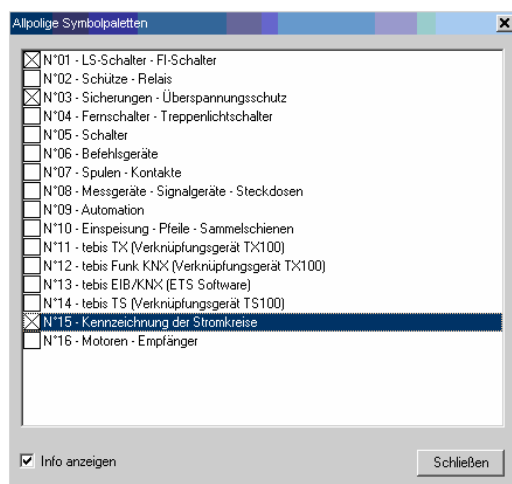 Allpolige Symbolpaletten
N°01 - LS-Schalter - FI-Schalter
N°02 - Schütze - Relais
N°03 - Sicherungen - Überspannungsschutz
N°04 - Fernschalter - Treppenlichtschalter
N°05 - Schalter
N°06 - Befehlsgeräte
N°07 - Spulen - Kontakte
N°08 - Messgeräte - Signalgeräte - Steckdosen
N°09 - Automation
N°10 - Einspeisung - Pfeile - Sammelschienen
N°11 - tebis TX (Verknüpfungsgerät TX100)
N°12 - tebis Funk KNX (Verknüpfungsgerät TX100)
N°13 - tebis EIB/KNX (ETS Software)
N°14 - tebis TS (Verknüpfungsgerät TS100)
N°15 - Kennzeichnung der Stromkreise
N°16 - Motoren - Empfänger
Info anzeigen
Schließen